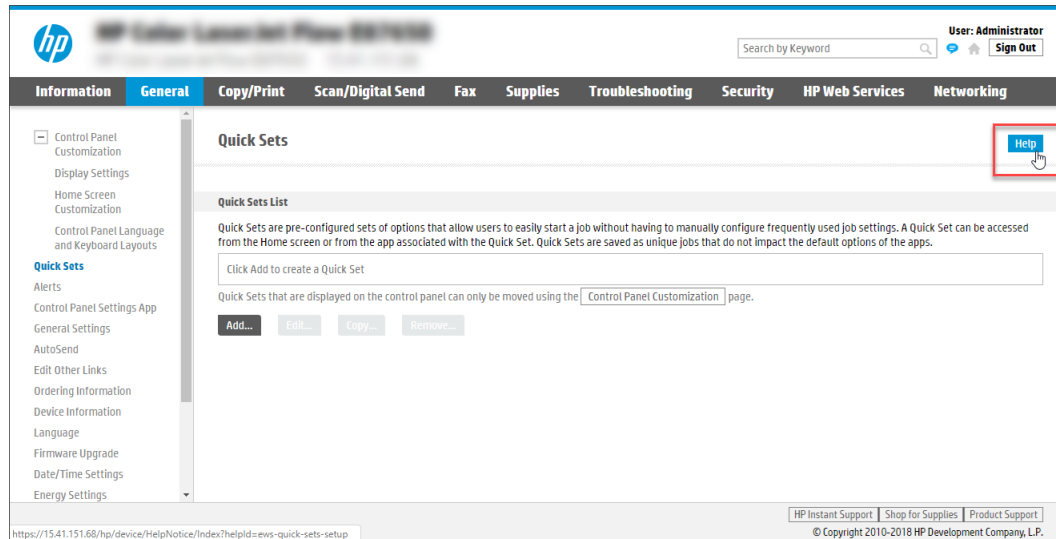 hp
User: Administrator
Search by Keyword
Sign Out
Information General Copy/Print Scan/Digital Send Fax Supplies Troubleshooting Security HP Web Services Networking
Control Panel
Customization
Display Settings
Home Screen
Customization
Control Panel Language
and Keyboard Layouts
Quick Sets
Alerts
Control Panel Settings App
General Settings
AutoSend
Edit Other Links
Ordering Information
Device Information
Language
Firmware Upgrade
Date/Time Settings
Energy Settings
Quick Sets
Help
Quick Sets List
Quick Sets are pre-configured sets of options that allow users to easily start a job without having to manually configure frequently used job settings. A Quick Set can be accessed
from the Home screen or from the app associated with the Quick Set. Quick Sets are saved as unique jobs that do not impact the default options of the apps.
Click Add to create a Quick Set
Quick Sets that are displayed on the control panel can only be moved using the Control Panel Customization page.
Add... Edit... Copy... Remove...
HP Instant Support Shop for Supplies Product Support
https://15.41.151.68/hp/device/HelpNotice/Index?helpId=ews-quick-sets-setup
© Copyright 2010-2018 HP Development Company, L.P.